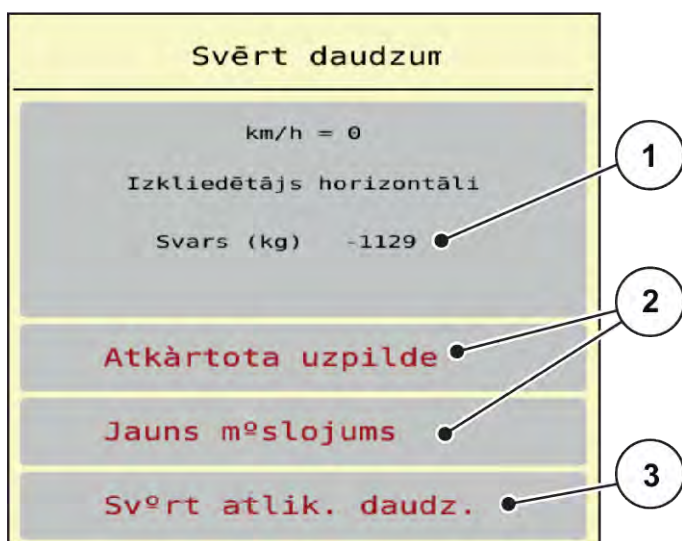 Svērt daudzum
km/h = 0
Izkliedētājs horizontāli
Svars (kg) -1129
1
2
Atkàrtota uzpilde
Jauns mºslojums
3
Svºrt atlik. daudz.